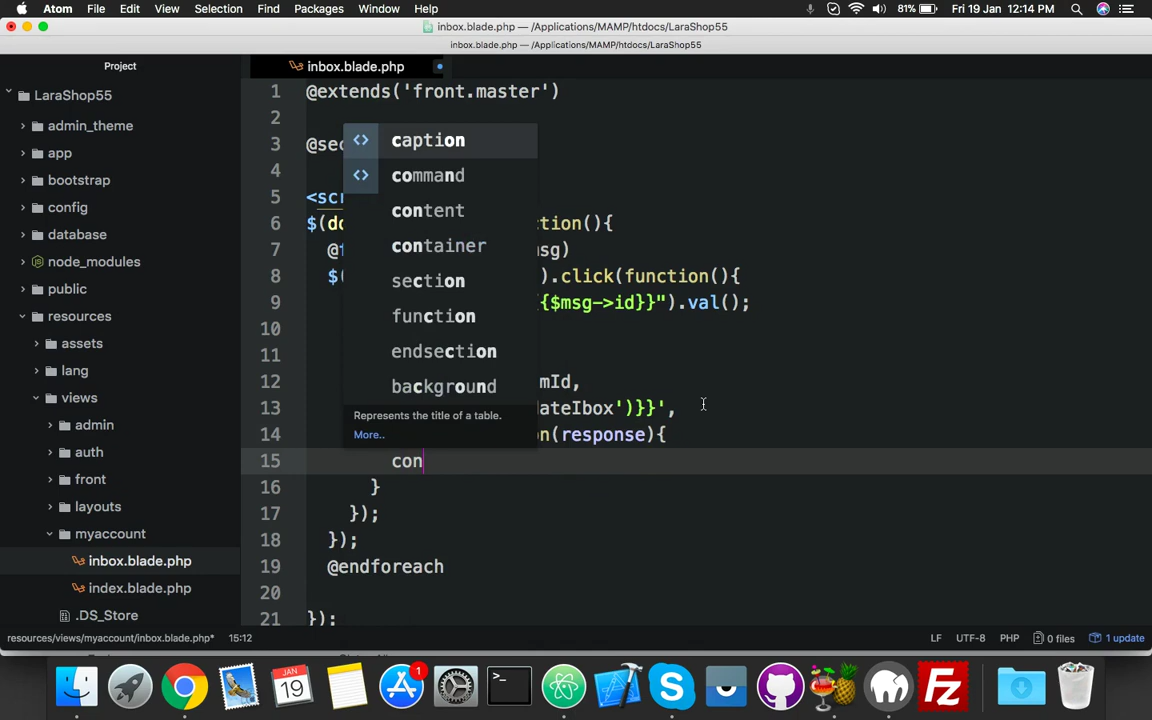 Atom File Edit View Selection Find Packages Window Help 81% Fri 19 Jan 12:14 PM
inbox.blade.php — /Applications/MAMP/htdocs/LaraShop55
inbox.blade.php — /Applications/MAMP/htdocs/LaraShop55
Project
inbox.blade.php
LaraShop55
admin_theme
app
bootstrap
config
database
node_modules
public
resources
assets
lang
views
admin
auth
front
layouts
myaccount
inbox.blade.php
index.blade.php
.DS_Store
1 @extends('front.master')
2
3 @sec
4
5 <scr
6 $(do tion(){
7 @f sg)
8 $( ).click(function(){
9 {$msg->id}}").val();
10
11
12 mId,
13 dateIbox')}}',
14 on(response){
15 con
16 }
17 });
18 });
19 @endforeach
20
21 });
<> caption
<> command
content
container
section
function
endsection
background
Represents the title of a table.
More..
resources/views/myaccount/inbox.blade.php* 15:12 LF UTF-8 PHP 0 files 1 update
JAN
19
1